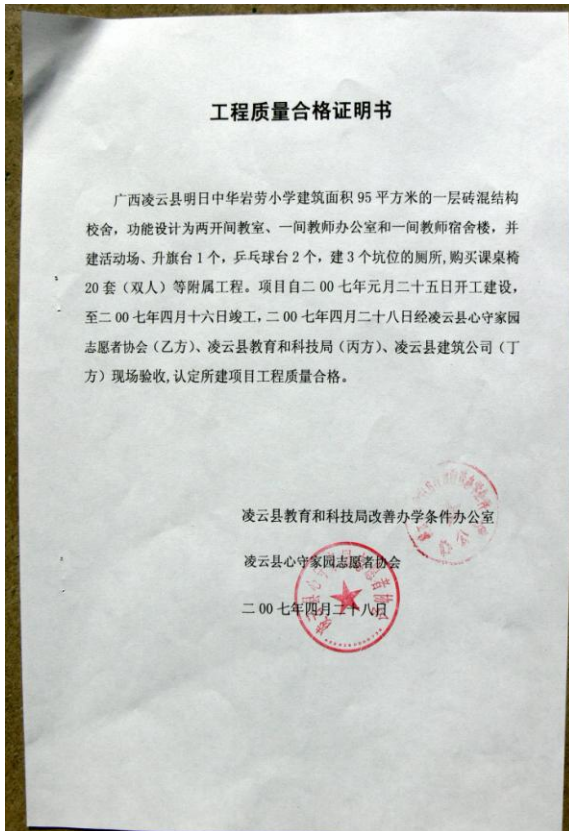 工程质量合格证明书
广西凌云县明日中华岩劳小学建筑面积95平方米的一层砖混结构
校舍，功能设计为两开间教室、一间教师办公室和一间教师宿舍楼，并
建活动场、升旗台1个，乒乓球台2个，建3个坑位的厕所,购买课桌椅
20套（双人）等附属工程。项目自二00七年元月二十五日开工建设，
至二00七年四月十六日竣工,二00七年四月二十八日经凌云县心守家园
志愿者协会（乙方）、凌云县教育和科技局（丙方）、凌云县建筑公司（丁
方）现场验收,认定所建项目工程质量合格。
凌云县教育和科技局改善办学条件办公室
凌云县心守家园志愿者协会
二00七年四月二十八日